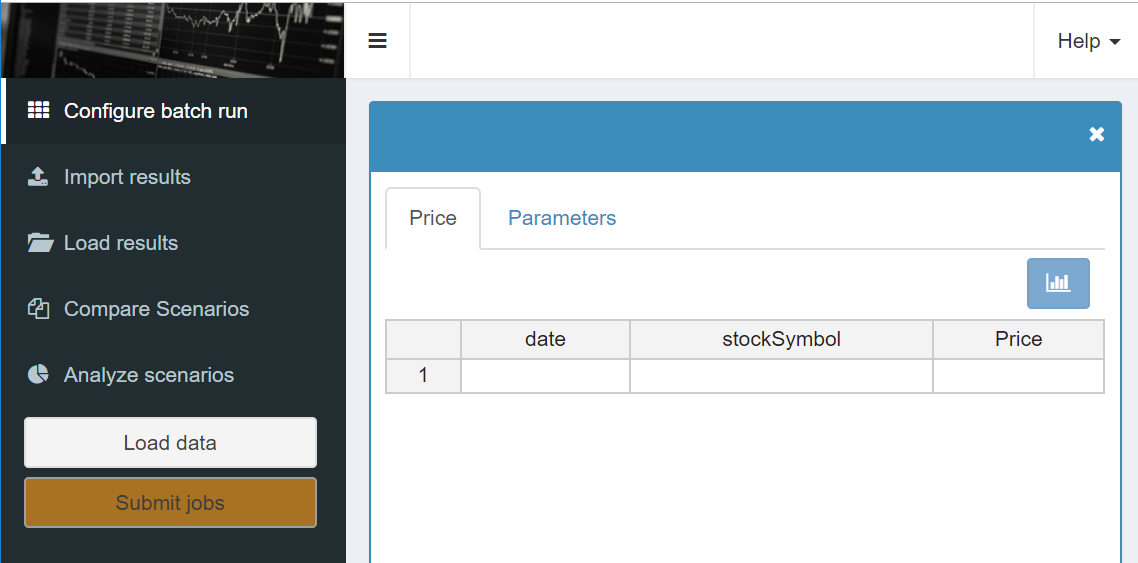 Help
Configure batch run
Import results
Load results
Compare Scenarios
Analyze scenarios
Load data
Submit jobs
Price Parameters
date stockSymbol Price
1